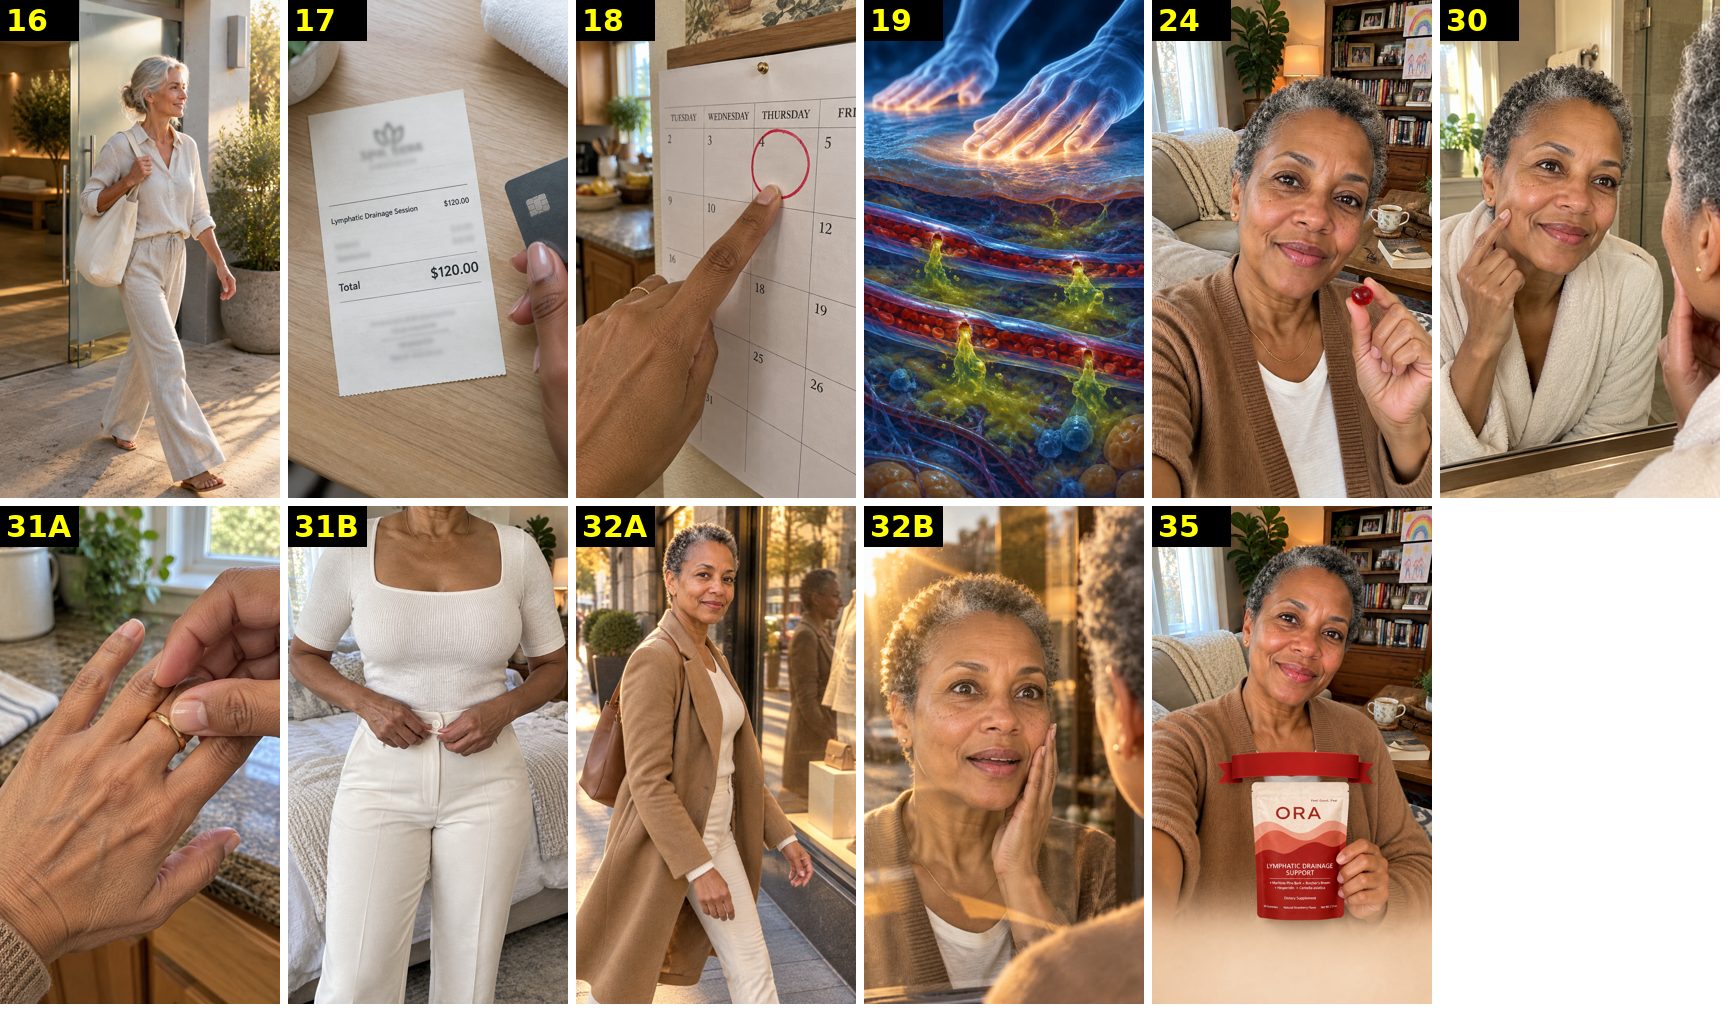 16
17
18
19
24
30
Lymphatic Drainage Session $120.00
Total $120.00
TUESDAY WEDNESDAY THURSDAY FRI
2 3 4 5
9 10 12
16 18 19
25 26
31
31A
31B
32A
32B
35
ORA
LYMPHATIC DRAINAGE
SUPPORT
Dietary Supplement